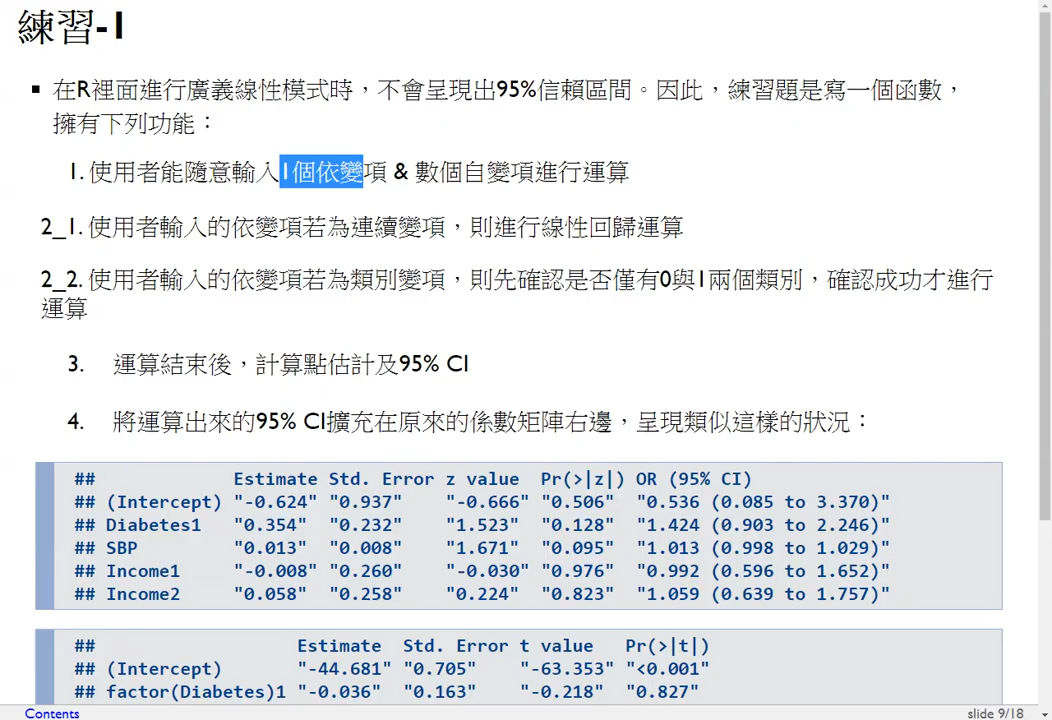 練習-1
▪ 在R裡面進行廣義線性模式時，不會呈現出95%信賴區間。因此，練習題是寫一個函數，
擁有下列功能：
1. 使用者能隨意輸入1個依變項 & 數個自變項進行運算
2_1. 使用者輸入的依變項若為連續變項，則進行線性回歸運算
2_2. 使用者輸入的依變項若為類別變項，則先確認是否僅有0與1兩個類別，確認成功才進行
運算
3. 運算結束後，計算點估計及95% CI
4. 將運算出來的95% CI擴充在原來的係數矩陣右邊，呈現類似這樣的狀況：
## Estimate Std. Error z value Pr(>|z|) OR (95% CI)
## (Intercept) "-0.624" "0.937" "-0.666" "0.506" "0.536 (0.085 to 3.370)"
## Diabetes1 "0.354" "0.232" "1.523" "0.128" "1.424 (0.903 to 2.246)"
## SBP "0.013" "0.008" "1.671" "0.095" "1.013 (0.998 to 1.029)"
## Income1 "-0.008" "0.260" "-0.030" "0.976" "0.992 (0.596 to 1.652)"
## Income2 "0.058" "0.258" "0.224" "0.823" "1.059 (0.639 to 1.757)"
## Estimate Std. Error t value Pr(>|t|)
## (Intercept) "-44.681" "0.705" "-63.353" "<0.001"
## factor(Diabetes)1 "-0.036" "0.163" "-0.218" "0.827"
Contents slide 9/18